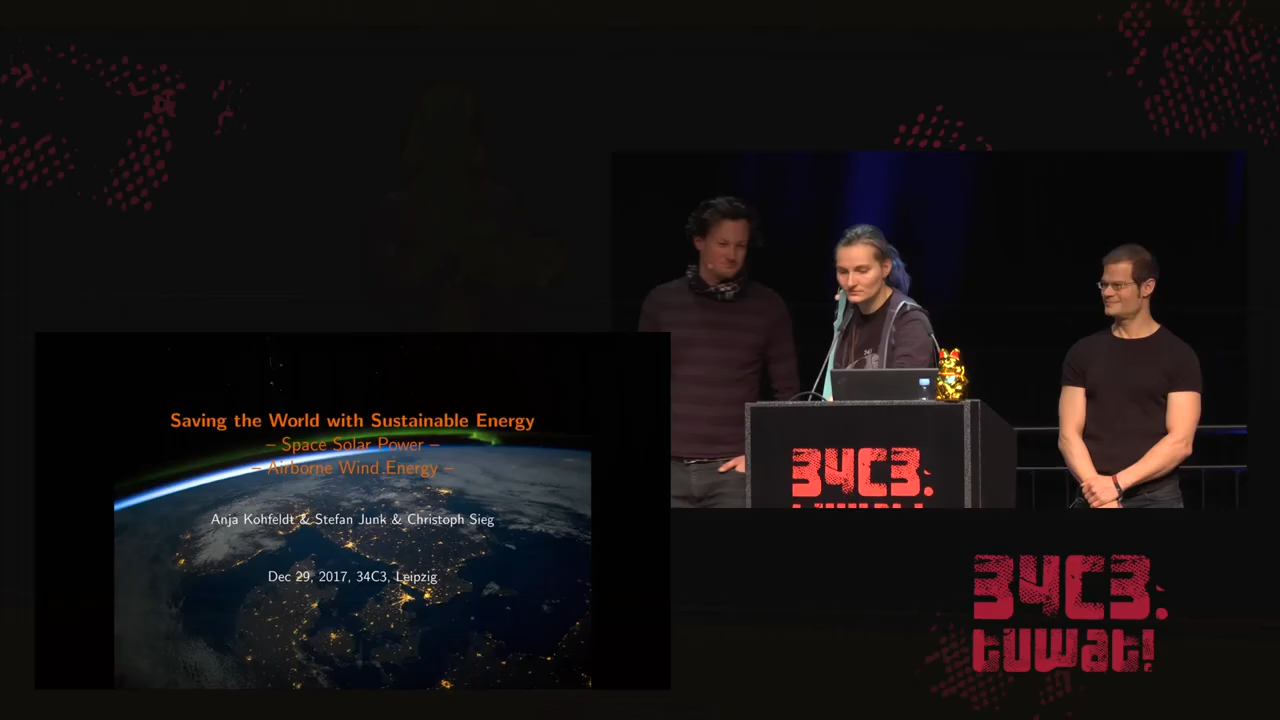 Saving the World with Sustainable Energy
– Space Solar Power –
– Airborne Wind Energy –
Anja Kohfeldt & Stefan Junk & Christoph Sieg
Dec 29, 2017, 34C3, Leipzig
34C3.
34C3.
tuwat!